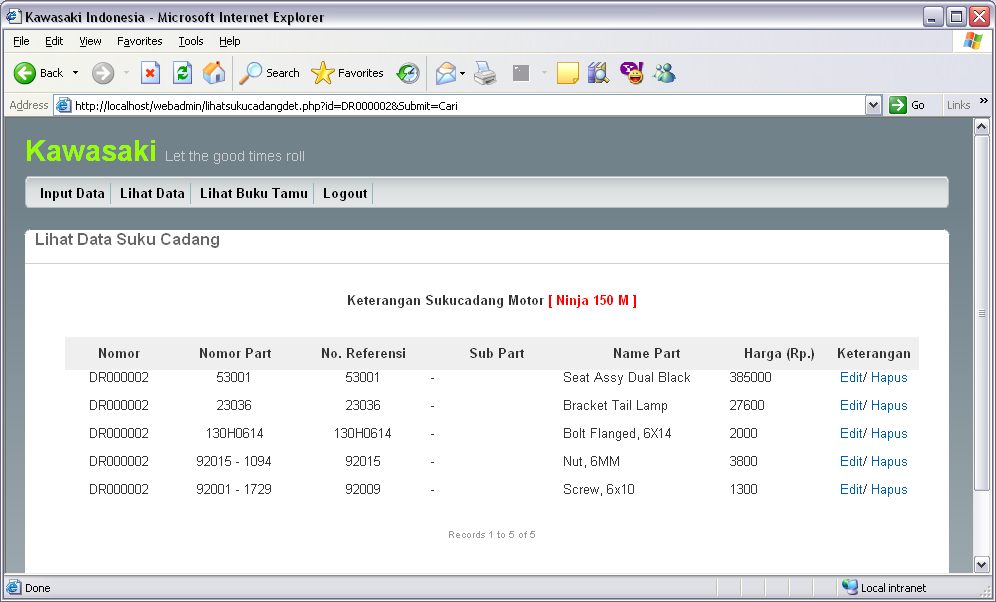 Kawasaki Indonesia - Microsoft Internet Explorer
File Edit View Favorites Tools Help
Back Search Favorites
Address http://localhost/webadmin/lihatsukucadangdet.php?id=DR000002&Submit=Cari Go Links »
Kawasaki Let the good times roll
Input Data Lihat Data Lihat Buku Tamu Logout
Lihat Data Suku Cadang
Keterangan Sukucadang Motor [ Ninja 150 M ]
Nomor Nomor Part No. Referensi Sub Part Name Part Harga (Rp.) Keterangan
DR000002 53001 53001 - Seat Assy Dual Black 385000 Edit/ Hapus
DR000002 23036 23036 - Bracket Tail Lamp 27600 Edit/ Hapus
DR000002 130H0614 130H0614 - Bolt Flanged, 6X14 2000 Edit/ Hapus
DR000002 92015 - 1094 92015 - Nut, 6MM 3800 Edit/ Hapus
DR000002 92001 - 1729 92009 - Screw, 6x10 1300 Edit/ Hapus
Records 1 to 5 of 5
Done Local intranet